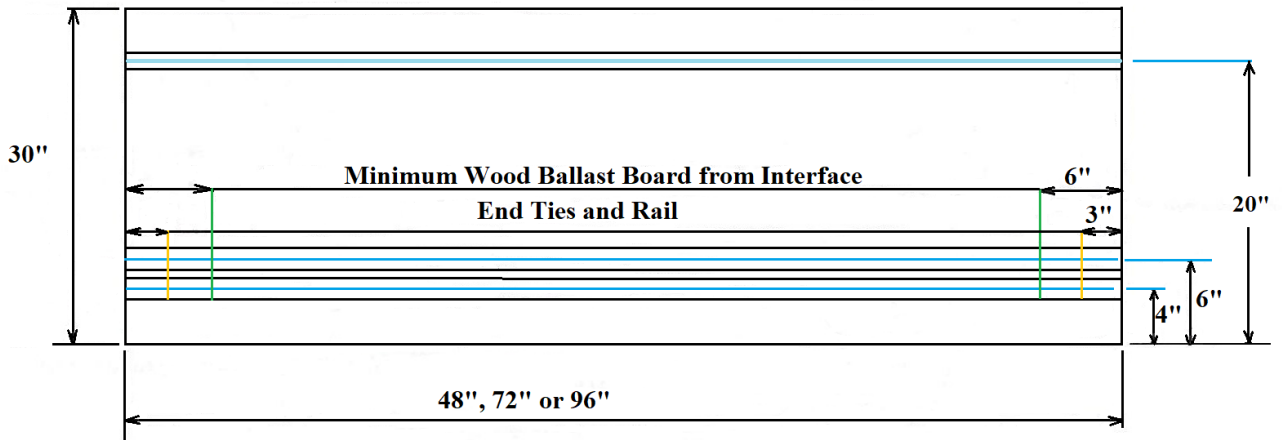 30"
Minimum Wood Ballast Board from Interface
6"
End Ties and Rail
3"
20"
6"
4"
48", 72" or 96"